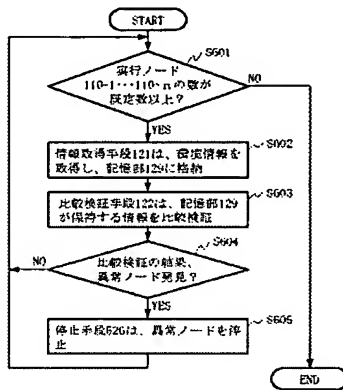 START
S601
実行ノード
110-1・・・110-nの数が
既定数以上?
NO
YES
S602
情報取得手段121は、環境情報を
取得し、記憶部129に格納
S603
比較検証手段122は、記憶部129
が保持する情報を比較検証
S604
NO
比較検証の結果、
異常ノード発見?
YES
S605
停止手段626は、異常ノードを停
止
END